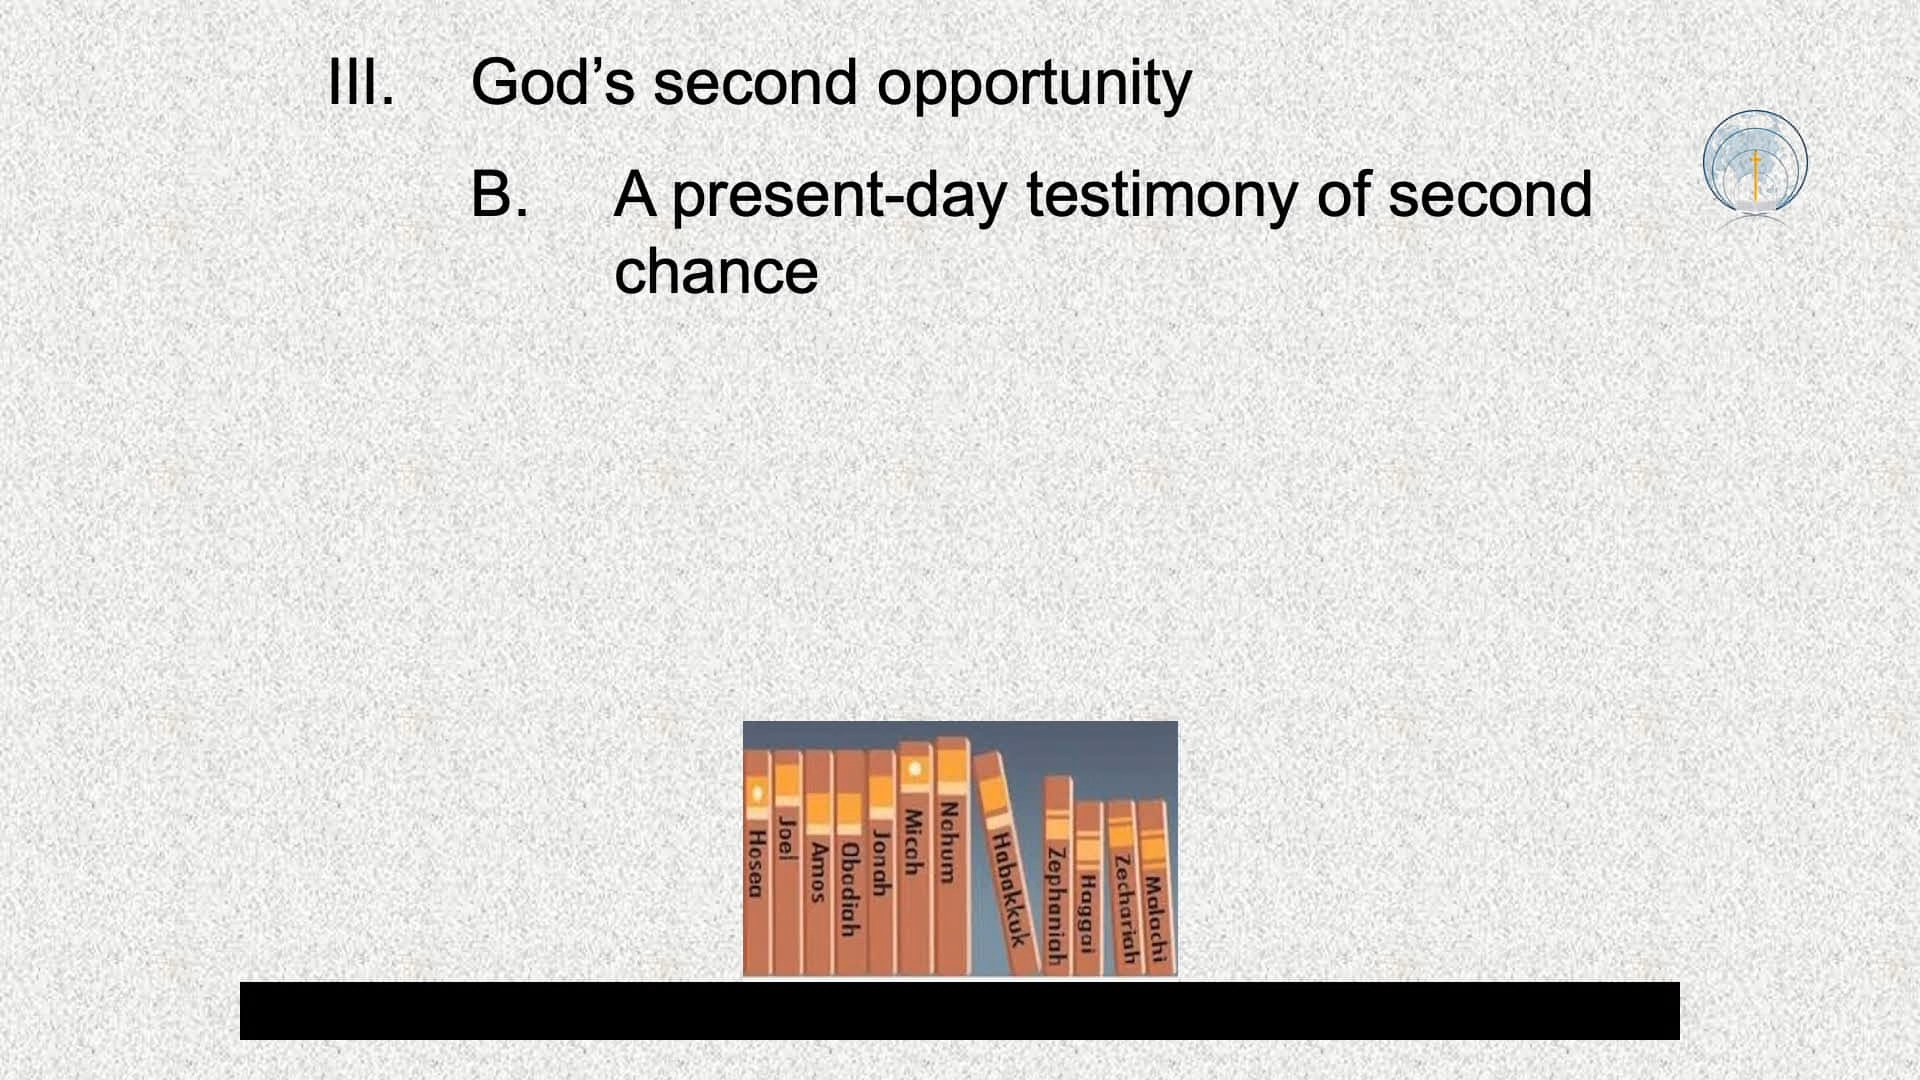 III. God’s second opportunity
B. A present-day testimony of second
chance
Hosea
Joel
Amos
Obadiah
Jonah
Micah
Nahum
Habakkuk
Zephaniah
Haggai
Zechariah
Malachi